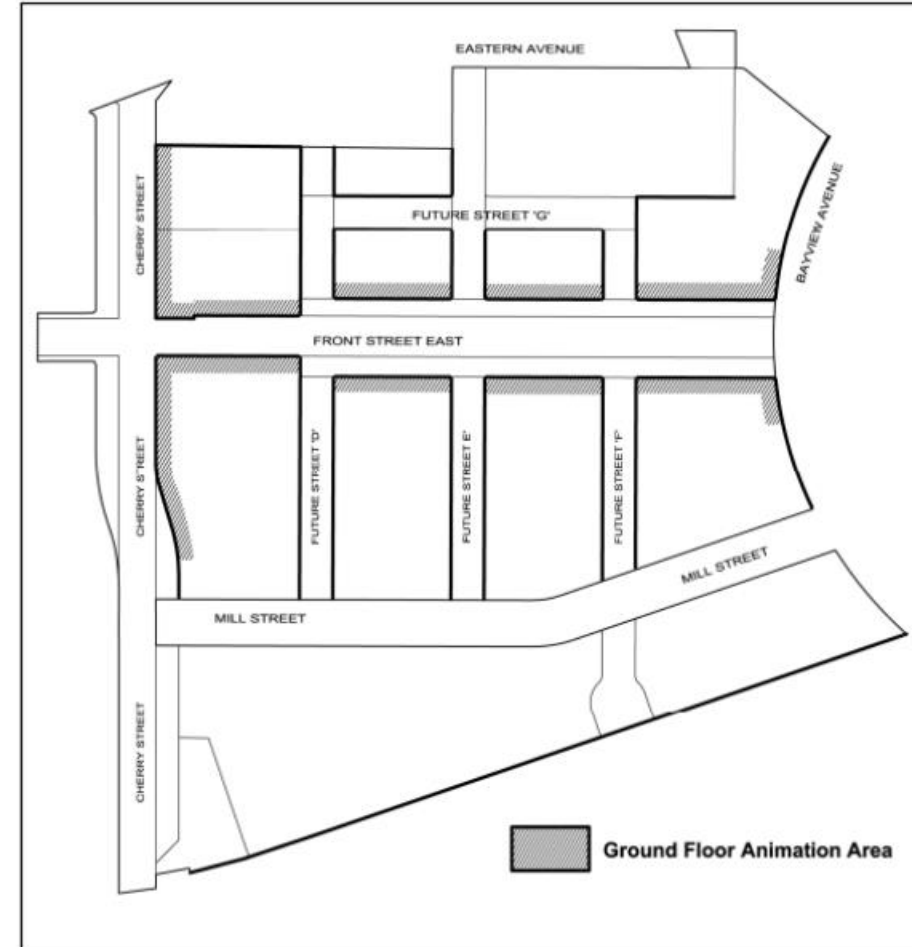 EASTERN AVENUE
CHERRY STREET
BAYVIEW AVENUE
FUTURE STREET 'G'
FRONT STREET EAST
CHERRY STREET
FUTURE STREET 'D'
FUTURE STREET E'
FUTURE STREET 'F'
MILL STREET
MILL STREET
CHERRY STREET
Ground Floor Animation Area